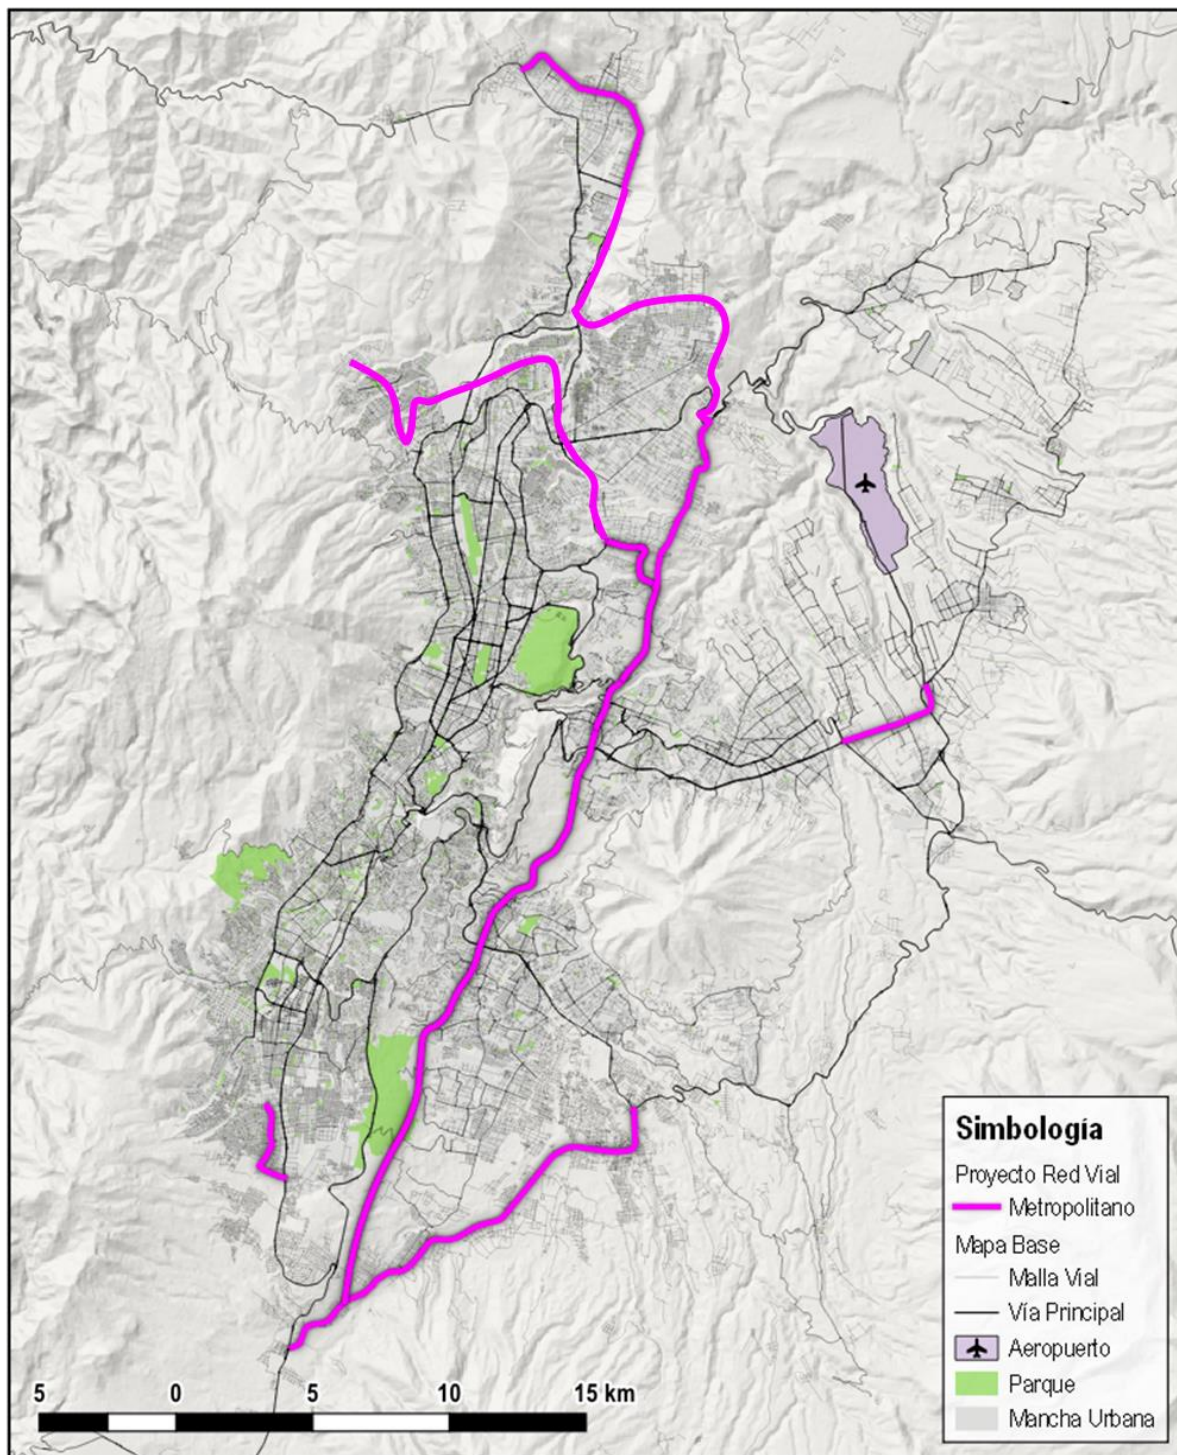 Simbología
Proyecto Red Vial
Metropolitano
Mapa Base
Malla Vial
Vía Principal
Aeropuerto
Parque
Mancha Urbana
5 0 5 10 15 km